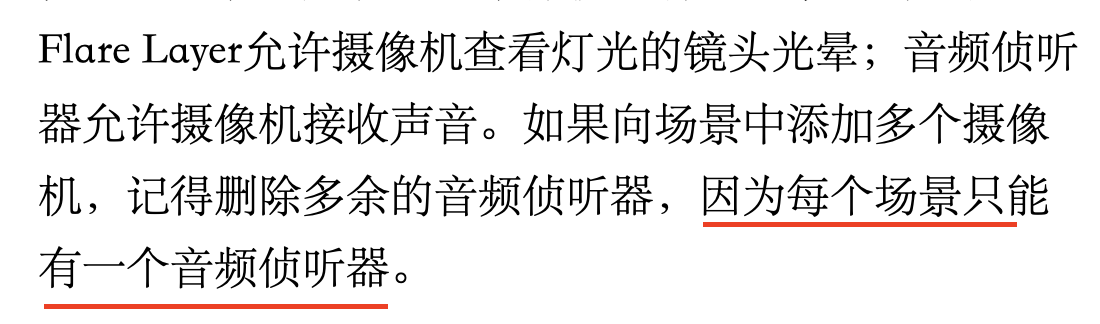 Flare Layer允许摄像机查看灯光的镜头光晕；音频侦听
器允许摄像机接收声音。如果向场景中添加多个摄像
机，记得删除多余的音频侦听器，因为每个场景只能
有一个音频侦听器。